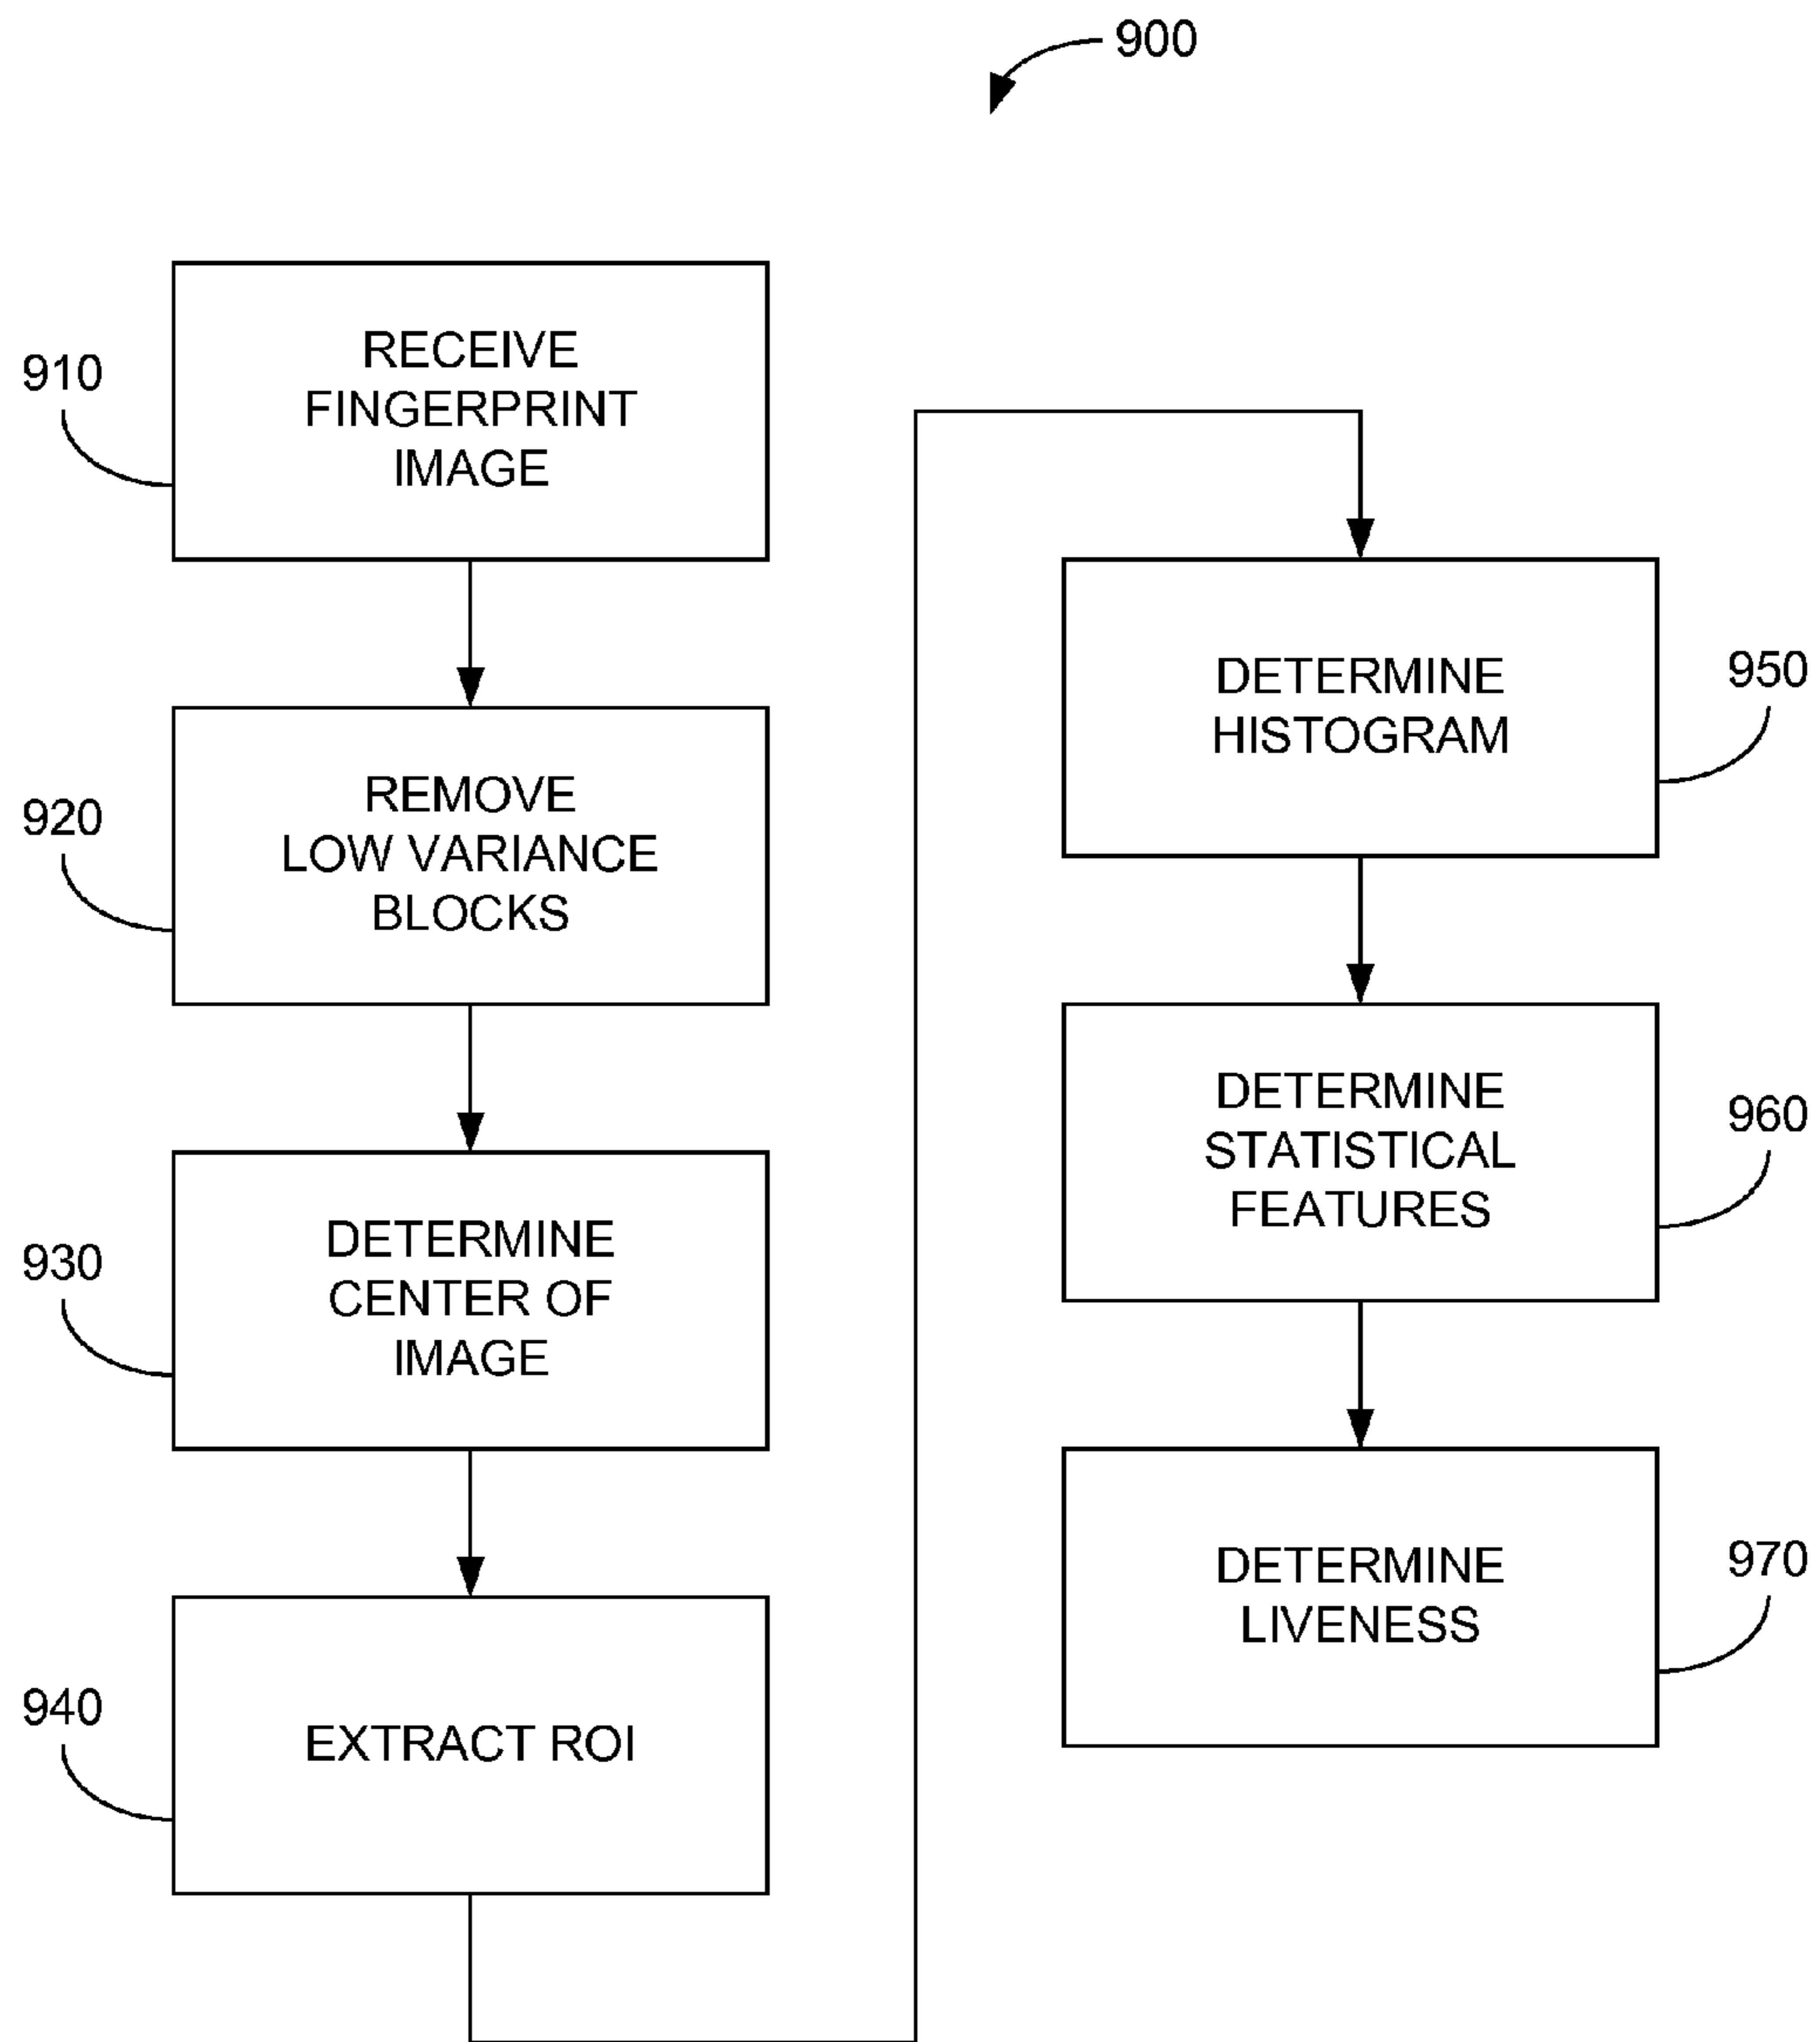 900
910
RECEIVE
FINGERPRINT
IMAGE
920
REMOVE
LOW VARIANCE
BLOCKS
930
DETERMINE
CENTER OF
IMAGE
940
EXTRACT ROI
DETERMINE
HISTOGRAM
950
DETERMINE
STATISTICAL
FEATURES
960
DETERMINE
LIVENESS
970